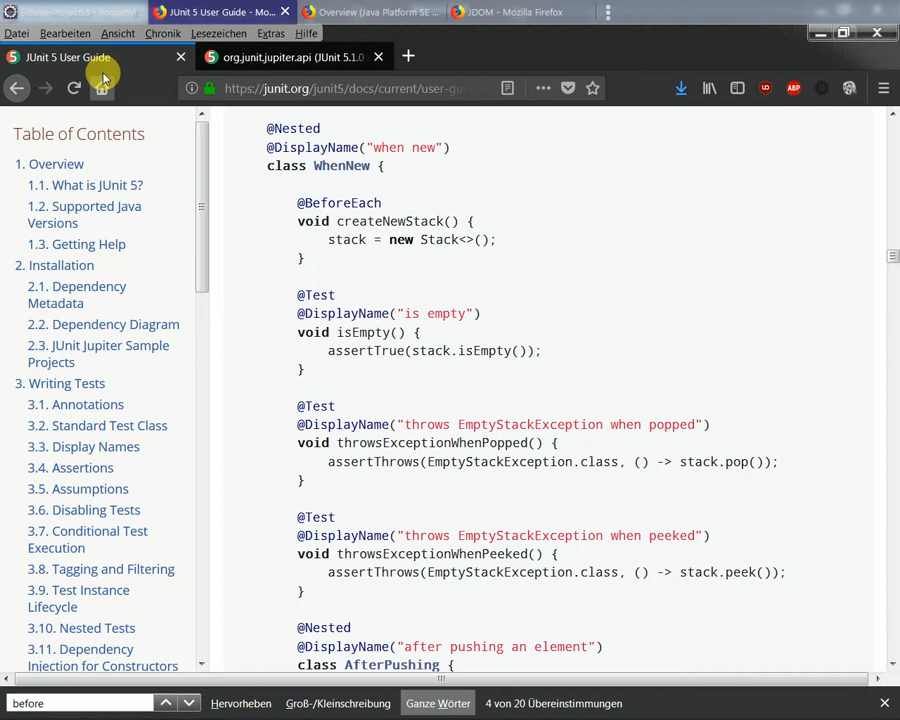 JUnit 5 User Guide - Mo...
Overview (Java Platform SE ...
JDOM - Mozilla Firefox
Datei Bearbeiten Ansicht Chronik Lesezeichen Extras Hilfe
JUnit 5 User Guide
org.junit.jupiter.api (JUnit 5.1.0
https://junit.org/junit5/docs/current/user-gu
Table of Contents
1. Overview
1.1. What is JUnit 5?
1.2. Supported Java
Versions
1.3. Getting Help
2. Installation
2.1. Dependency
Metadata
2.2. Dependency Diagram
2.3. JUnit Jupiter Sample
Projects
3. Writing Tests
3.1. Annotations
3.2. Standard Test Class
3.3. Display Names
3.4. Assertions
3.5. Assumptions
3.6. Disabling Tests
3.7. Conditional Test
Execution
3.8. Tagging and Filtering
3.9. Test Instance
Lifecycle
3.10. Nested Tests
3.11. Dependency
Injection for Constructors
@Nested
@DisplayName("when new")
class WhenNew {
@BeforeEach
void createNewStack() {
stack = new Stack<>();
}
@Test
@DisplayName("is empty")
void isEmpty() {
assertTrue(stack.isEmpty());
}
@Test
@DisplayName("throws EmptyStackException when popped")
void throwsExceptionWhenPopped() {
assertThrows(EmptyStackException.class, () -> stack.pop());
}
@Test
@DisplayName("throws EmptyStackException when peeked")
void throwsExceptionWhenPeeked() {
assertThrows(EmptyStackException.class, () -> stack.peek());
}
@Nested
@DisplayName("after pushing an element")
class AfterPushing {
before
Hervorheben Groß-/Kleinschreibung Ganze Wörter 4 von 20 Übereinstimmungen